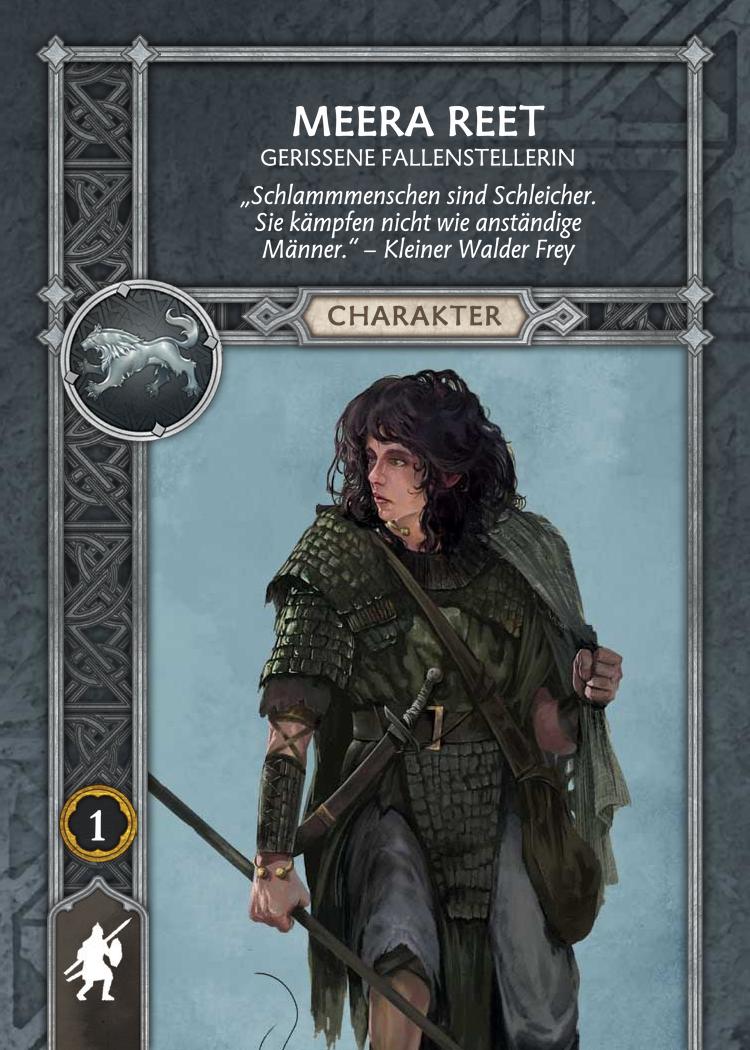 MEERA REET
GERISSENE FALLENSTELLERIN
„Schlammmenschen sind Schleicher.
Sie kämpfen nicht wie anständige
Männer.“ – Kleiner Walder Frey
CHARAKTER
1